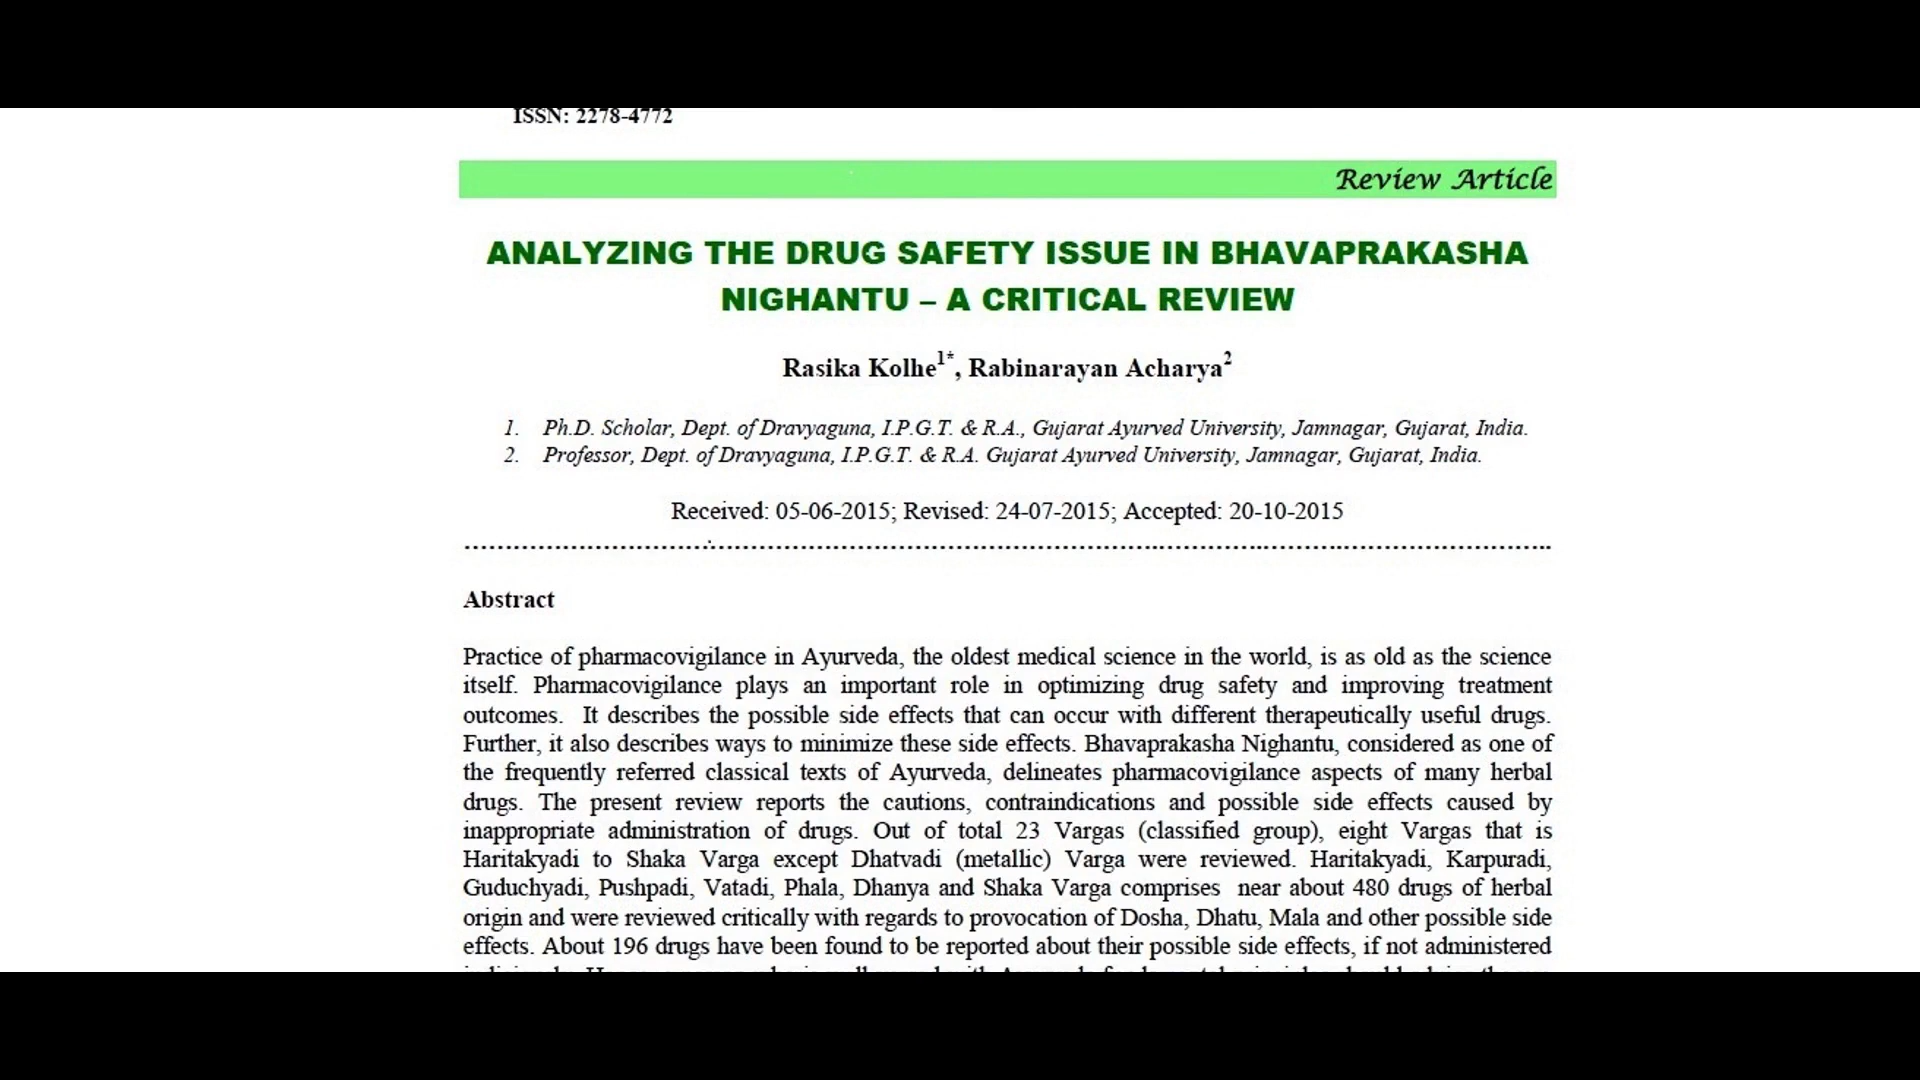 ISSN: 2278-4772
Review Article
ANALYZING THE DRUG SAFETY ISSUE IN BHAVAPRAKASHA
NIGHANTU – A CRITICAL REVIEW
Rasika Kolhe1*, Rabinarayan Acharya2
1. Ph.D. Scholar, Dept. of Dravyaguna, I.P.G.T. & R.A., Gujarat Ayurved University, Jamnagar, Gujarat, India.
2. Professor, Dept. of Dravyaguna, I.P.G.T. & R.A. Gujarat Ayurved University, Jamnagar, Gujarat, India.
Received: 05-06-2015; Revised: 24-07-2015; Accepted: 20-10-2015
Abstract
Practice of pharmacovigilance in Ayurveda, the oldest medical science in the world, is as old as the science
itself. Pharmacovigilance plays an important role in optimizing drug safety and improving treatment
outcomes. It describes the possible side effects that can occur with different therapeutically useful drugs.
Further, it also describes ways to minimize these side effects. Bhavaprakasha Nighantu, considered as one of
the frequently referred classical texts of Ayurveda, delineates pharmacovigilance aspects of many herbal
drugs. The present review reports the cautions, contraindications and possible side effects caused by
inappropriate administration of drugs. Out of total 23 Vargas (classified group), eight Vargas that is
Haritakyadi to Shaka Varga except Dhatvadi (metallic) Varga were reviewed. Haritakyadi, Karpuradi,
Guduchyadi, Pushpadi, Vatadi, Phala, Dhanya and Shaka Varga comprises near about 480 drugs of herbal
origin and were reviewed critically with regards to provocation of Dosha, Dhatu, Mala and other possible side
effects. About 196 drugs have been found to be reported about their possible side effects, if not administered